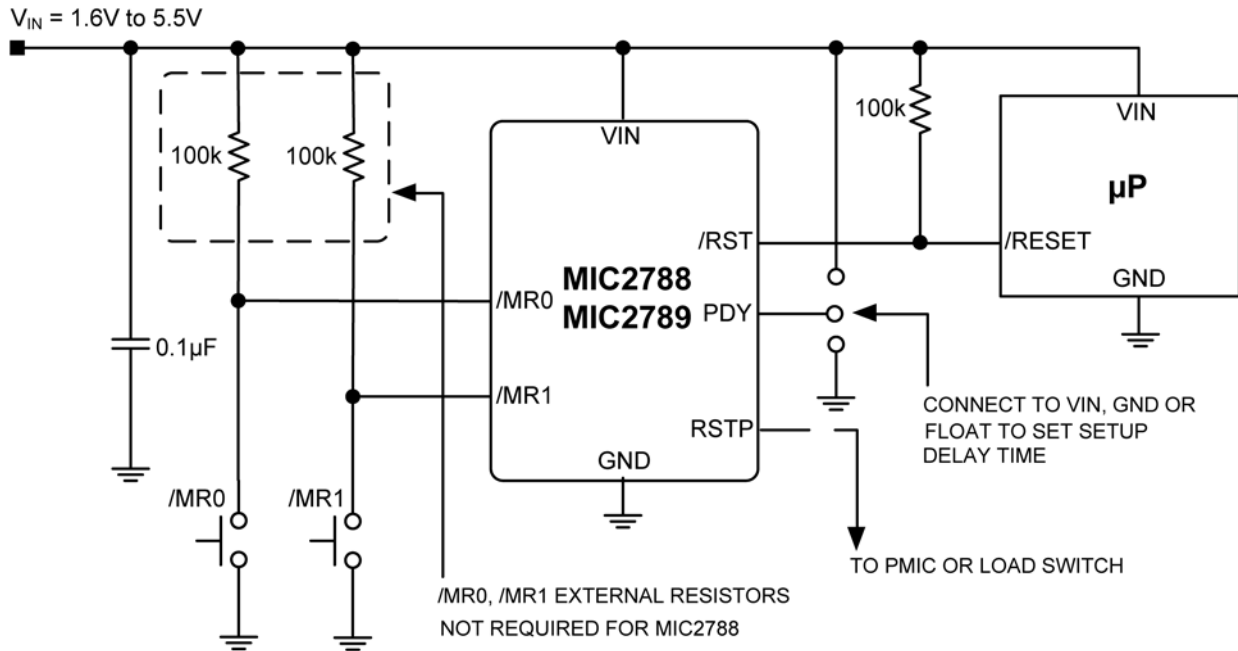 VIN = 1.6V to 5.5V
100k
100k
VIN
100k
VIN
µP
/RST
/RESET
MIC2788
/MR0
MIC2789
PDY
GND
0.1µF
/MR1
CONNECT TO VIN, GND OR
FLOAT TO SET SETUP
DELAY TIME
RSTP
GND
/MR0
/MR1
TO PMIC OR LOAD SWITCH
/MR0, /MR1 EXTERNAL RESISTORS
NOT REQUIRED FOR MIC2788